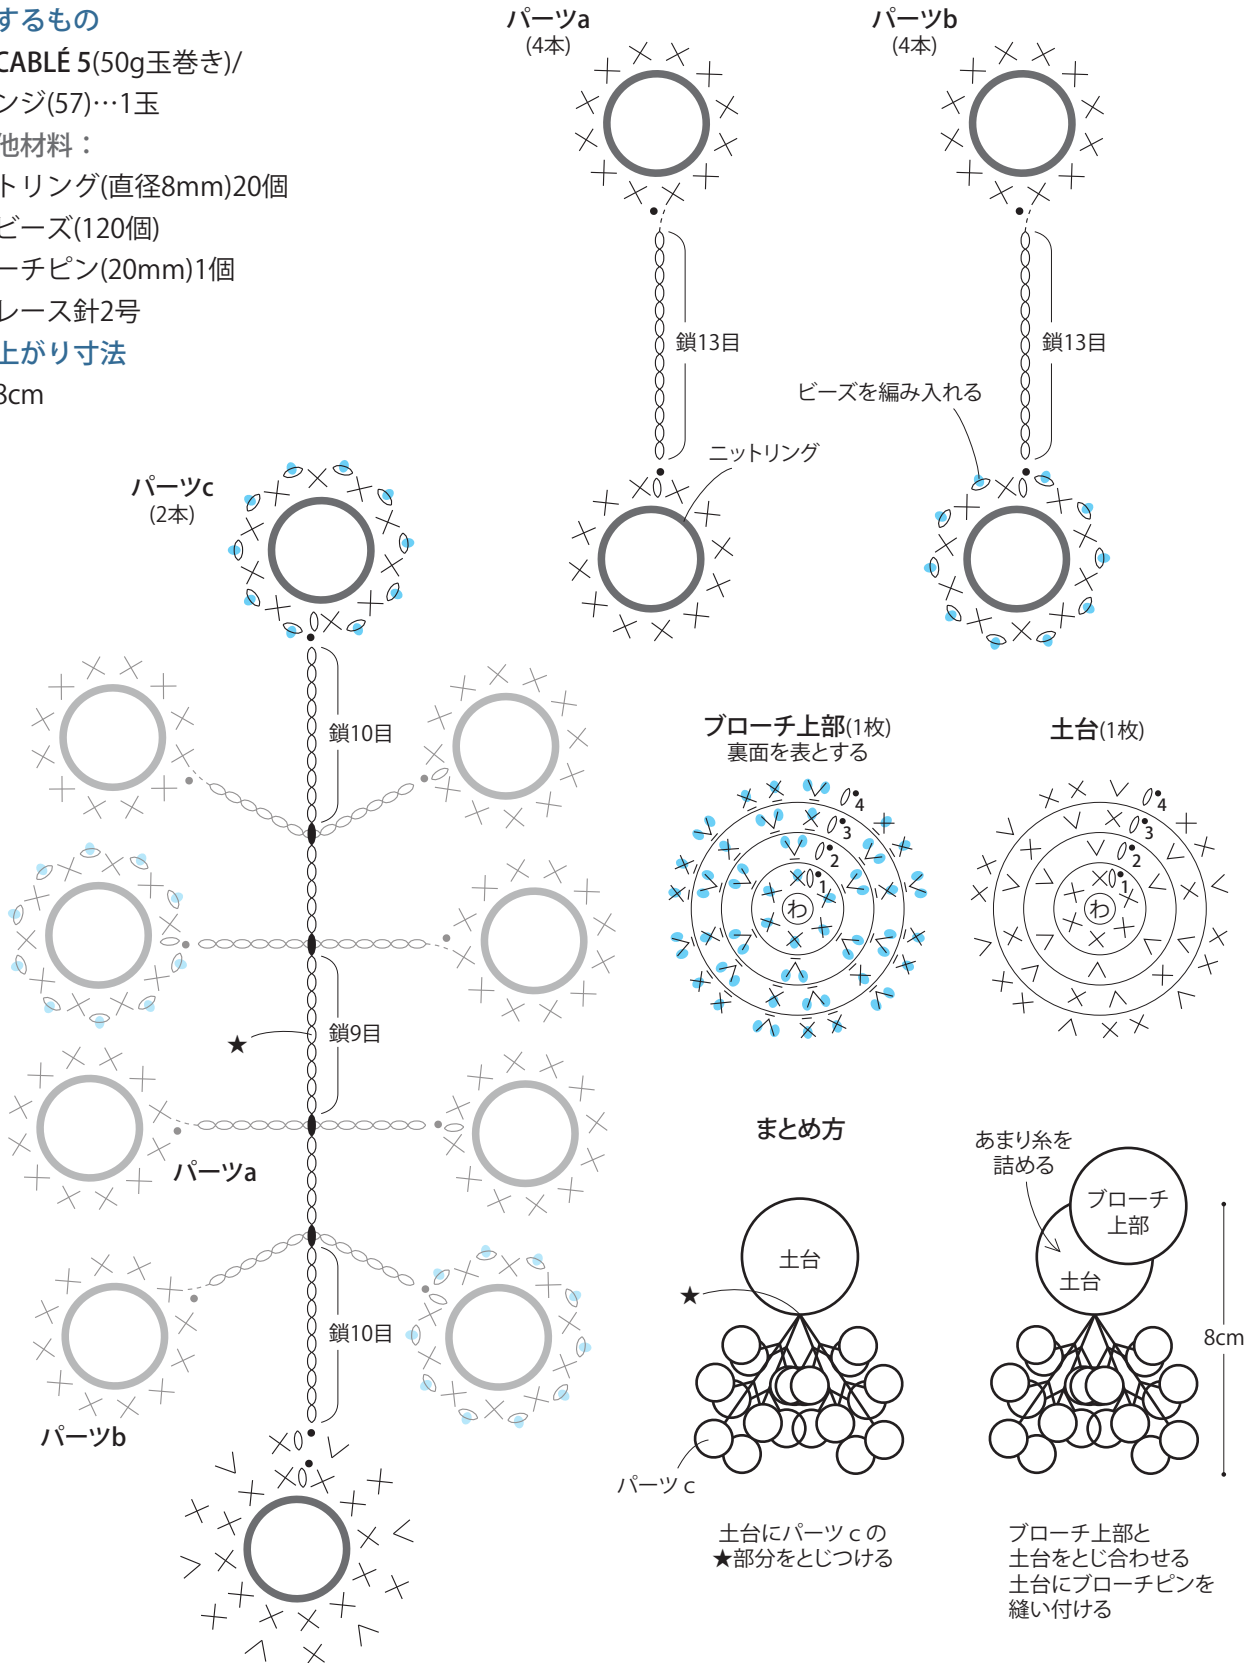 するもの
CABLÉ 5(50g玉巻き)/
ンジ(57)…1玉
他材料：
トリング(直径8mm)20個
ビーズ(120個)
ーチピン(20mm)1個
レース針2号
上がり寸法
8cm
パーツa
(4本)
鎖13目
ニットリング
パーツb
(4本)
鎖13目
ビーズを編み入れる
パーツc
(2本)
鎖10目
★
鎖9目
パーツa
鎖10目
パーツb
ブローチ上部(1枚)
裏面を表とする
4
3
2
1
わ
土台(1枚)
4
3
2
1
わ
まとめ方
土台
★
パーツ c
土台にパーツ c の
★部分をとじつける
あまり糸を
詰める
ブローチ
上部
土台
8cm
ブローチ上部と
土台をとじ合わせる
土台にブローチピンを
縫い付ける